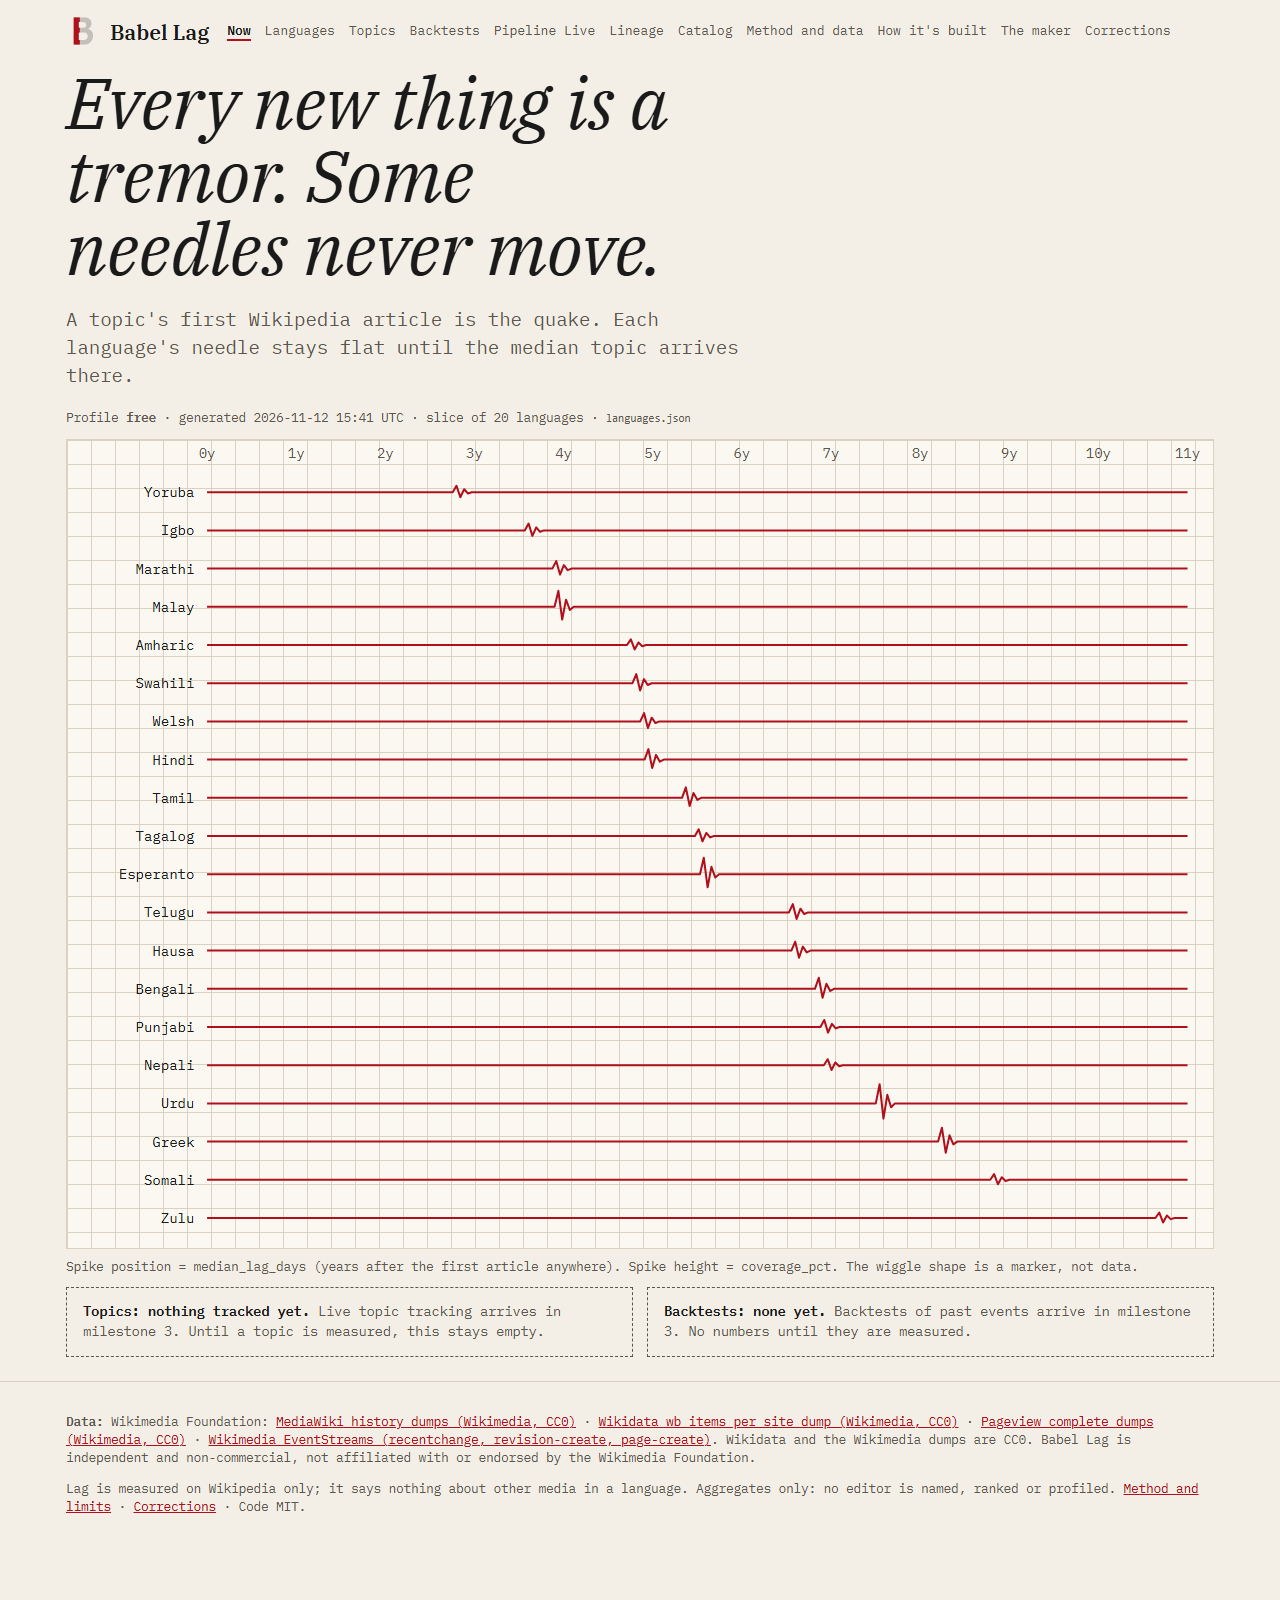 B Babel Lag Now Languages Topics Backtests Pipeline Live Lineage Catalog Method and data How it's built The maker Corrections
Every new thing is a
tremor. Some
needles never move.
A topic's first Wikipedia article is the quake. Each
language's needle stays flat until the median topic arrives
there.
Profile free · generated 2026-11-12 15:41 UTC · slice of 20 languages · languages.json
0y 1y 2y 3y 4y 5y 6y 7y 8y 9y 10y 11y
Yoruba
Igbo
Marathi
Malay
Amharic
Swahili
Welsh
Hindi
Tamil
Tagalog
Esperanto
Telugu
Hausa
Bengali
Punjabi
Nepali
Urdu
Greek
Somali
Zulu
Spike position = median_lag_days (years after the first article anywhere). Spike height = coverage_pct. The wiggle shape is a marker, not data.
Topics: nothing tracked yet. Live topic tracking arrives in
milestone 3. Until a topic is measured, this stays empty.
Backtests: none yet. Backtests of past events arrive in milestone
3. No numbers until they are measured.
Data: Wikimedia Foundation: MediaWiki history dumps (Wikimedia, CC0) · Wikidata wb items per site dump (Wikimedia, CC0) · Pageview complete dumps
(Wikimedia, CC0) · Wikimedia EventStreams (recentchange, revision-create, page-create). Wikidata and the Wikimedia dumps are CC0. Babel Lag is
independent and non-commercial, not affiliated with or endorsed by the Wikimedia Foundation.
Lag is measured on Wikipedia only; it says nothing about other media in a language. Aggregates only: no editor is named, ranked or profiled. Method and
limits · Corrections · Code MIT.